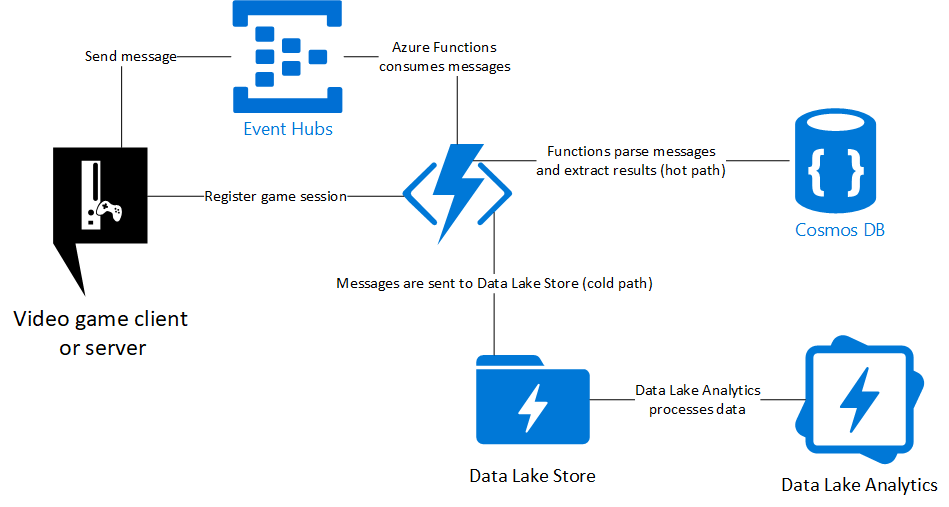 Send message
Azure Functions
consumes messages
Event Hubs
Functions parse messages
and extract results (hot path)
Register game session
Cosmos DB
Messages are sent to Data Lake Store (cold path)
Video game client
or server
Data Lake Analytics
processes data
Data Lake Store
Data Lake Analytics